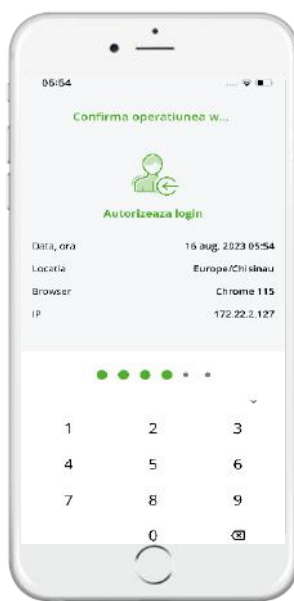 05:54
Confirma operatiunea w...
Autorizeaza login
Data, ora 16 aug. 2023 05:54
Locatia Europe/Chisinau
Browser Chrome 115
IP 172.22.2.127
1 2 3
4 5 6
7 8 9
0